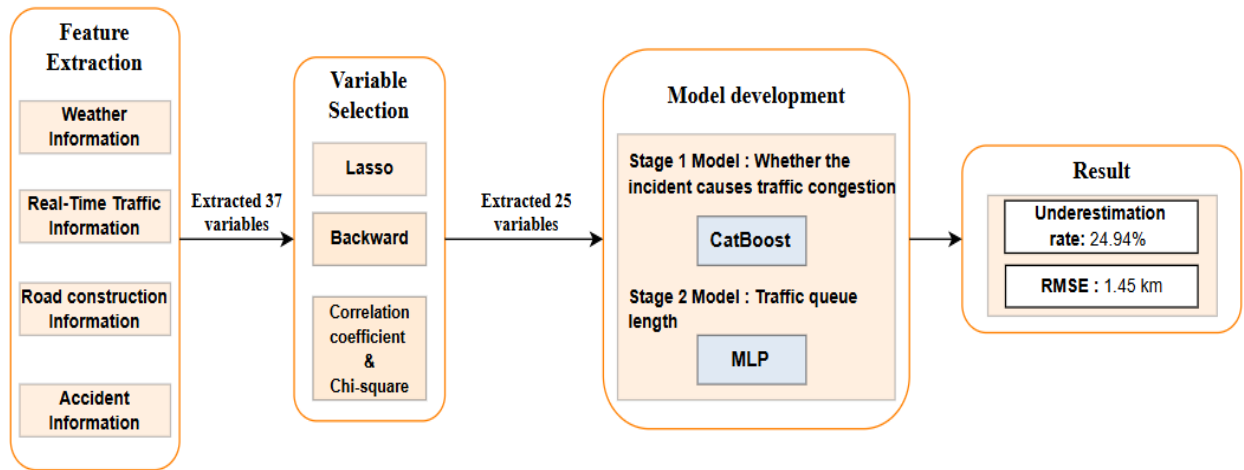 Feature
Extraction
Weather
Information
Real-Time Traffic
Information
Road construction
Information
Accident
Information
Extracted 37
variables
Variable
Selection
Lasso
Backward
Correlation
coefficient
&
Chi-square
Extracted 25
variables
Model development
Stage 1 Model : Whether the
incident causes traffic congestion
CatBoost
Stage 2 Model : Traffic queue
length
MLP
Result
Underestimation
rate: 24.94%
RMSE : 1.45 km